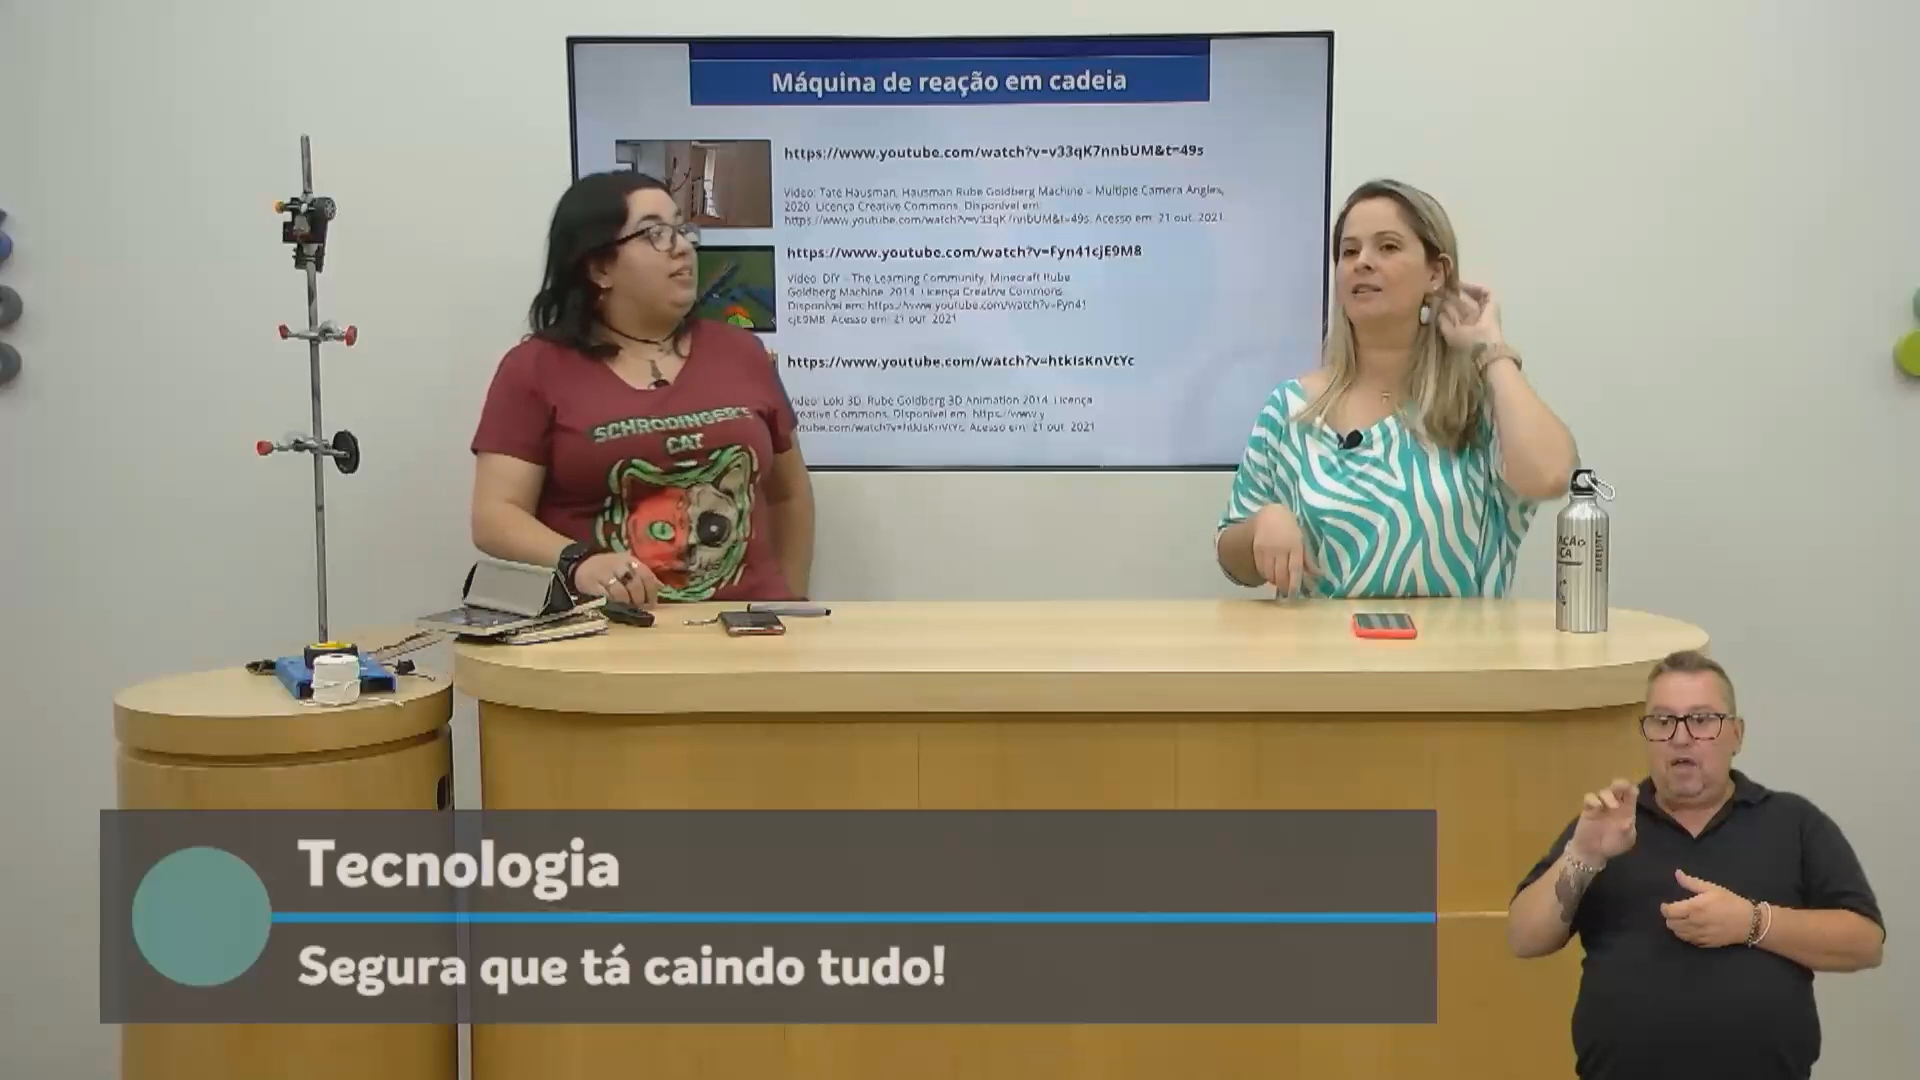 Máquina de reação em cadeia
https://www.youtube.com/watch?v=v33qK7nnbUM&t=49s
Vídeo: Tate Hausman, Hausman Rube Goldberg Machine – Multiple Camera Angles,
2020. Licença Creative Commons. Disponível em:
https://www.youtube.com/watch?v=v33qK7nnbUM&t=49s. Acesso em: 21 out. 2021
https://www.youtube.com/watch?v=Fyn41cjE9M8
Vídeo: DIY – The Learning Community, Minecraft Rube
Goldberg Machine, 2014. Licença Creative Commons.
Disponível em: https://www.youtube.com/watch?v=Fyn41
cjE9M8. Acesso em: 21 out. 2021
https://www.youtube.com/watch?v=htkIsKnVtYc
Vídeo: Loki 3D. Rube Goldberg 3D Animation 2014. Licença
reative Commons. Disponível em: https://www.y
utube.com/watch?v=htkIsKnVtYc. Acesso em: 21 out. 2021
SCHRÖDINGER'S
CAT
Tecnologia
Segura que tá caindo tudo!